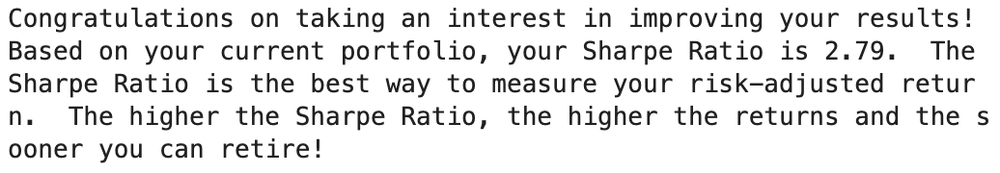 Congratulations on taking an interest in improving your results!
Based on your current portfolio, your Sharpe Ratio is 2.79.  The
Sharpe Ratio is the best way to measure your risk-adjusted retur
n.  The higher the Sharpe Ratio, the higher the returns and the s
ooner you can retire!